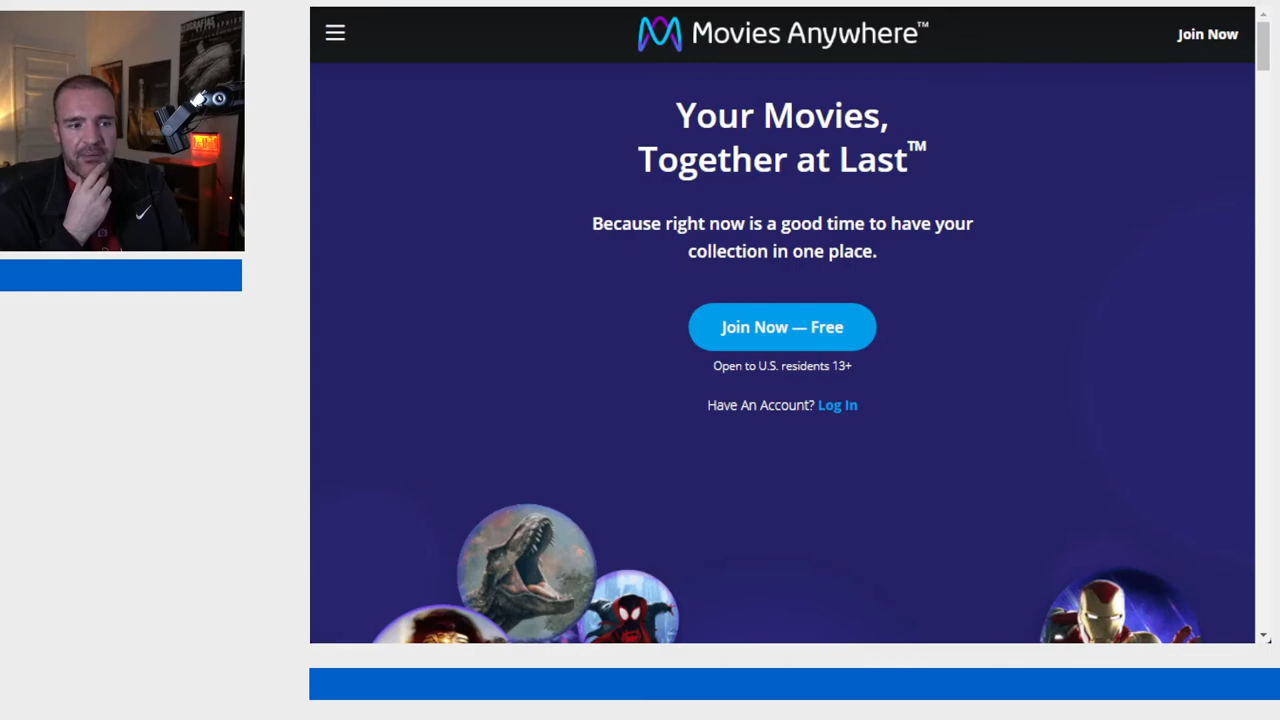 Movies Anywhere™
Join Now
Your Movies,
Together at Last™
Because right now is a good time to have your
collection in one place.
Join Now — Free
Open to U.S. residents 13+
Have An Account? Log In